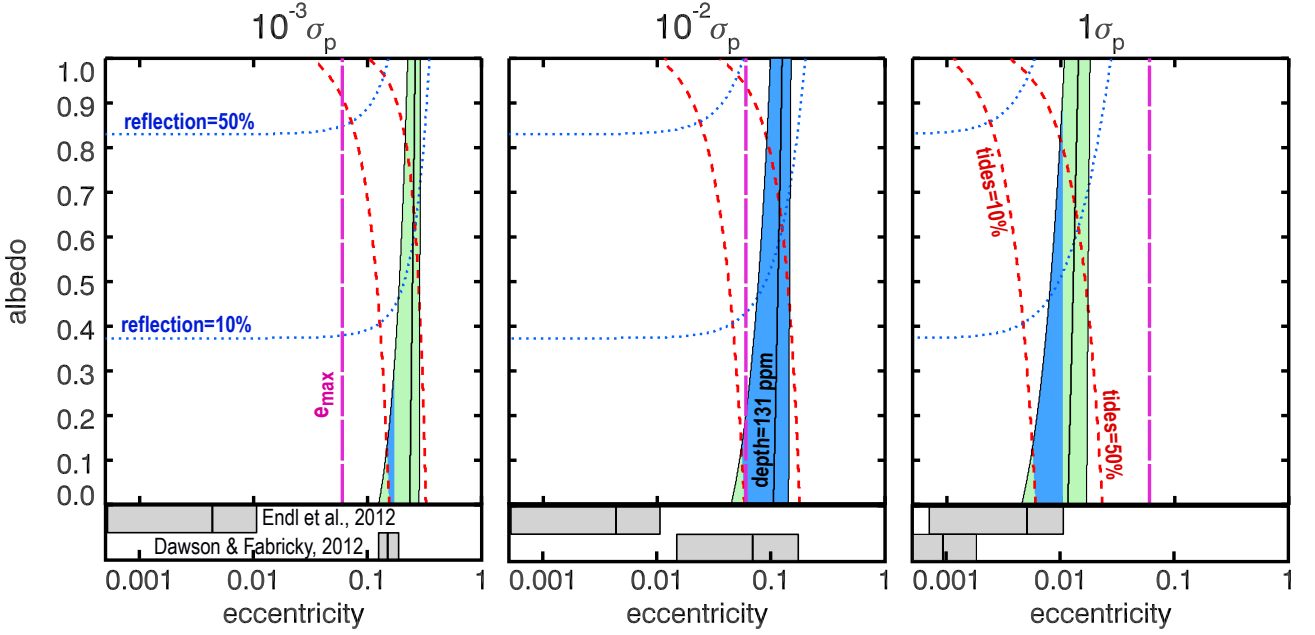 10⁻³σₚ
10⁻²σₚ
1σₚ
albedo
1.0
0.9
0.8
0.7
0.6
0.5
0.4
0.3
0.2
0.1
0.0
reflection=50%
reflection=10%
eₘₐₓ
depth=131 ppm
tides=10%
tides=50%
Endl et al., 2012
Dawson & Fabricky, 2012
0.001 0.01 0.1 1
0.001 0.01 0.1 1
0.001 0.01 0.1 1
eccentricity
eccentricity
eccentricity